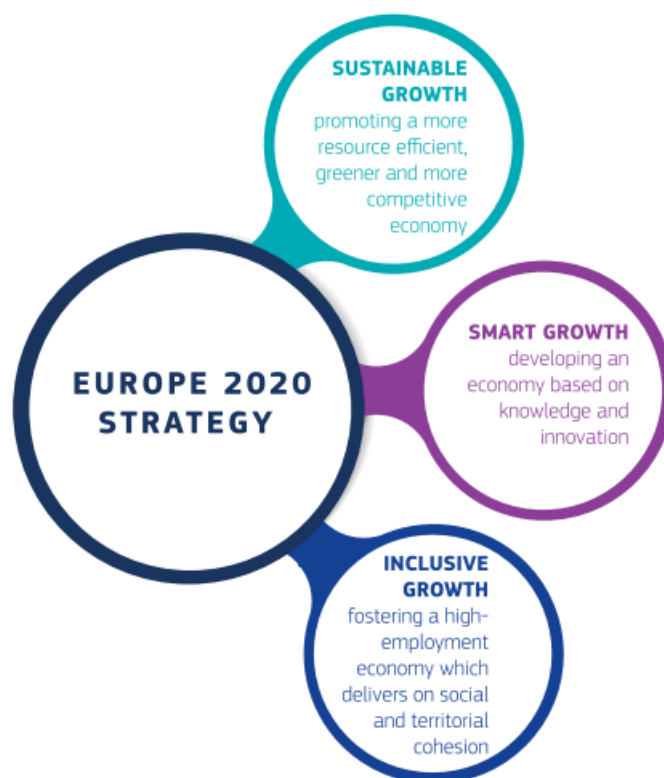 SUSTAINABLE
GROWTH
promoting a more
resource efficient,
greener and more
competitive
economy
SMART GROWTH
developing an
economy based on
knowledge and
innovation
EUROPE 2020
STRATEGY
INCLUSIVE
GROWTH
fostering a high-
employment
economy which
delivers on social
and territorial
cohesion